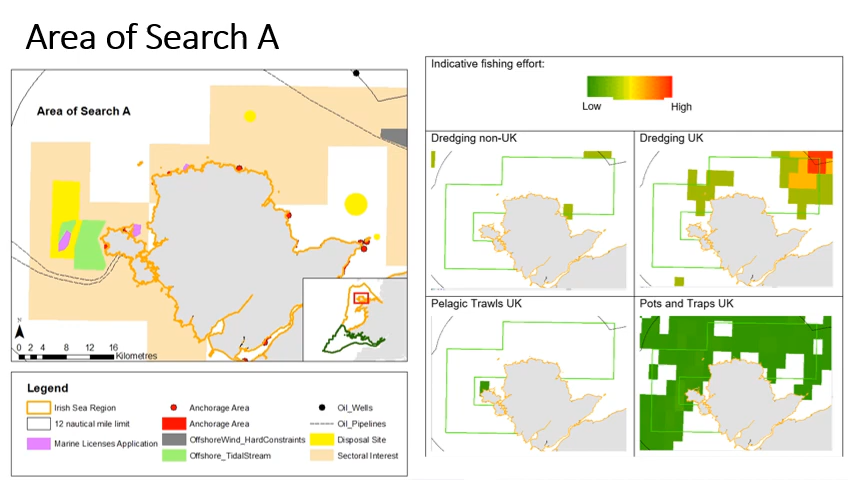 Area of Search A
Area of Search A
N
0 2 4 8 12 16
Kilometres
Legend
Irish Sea Region
12 nautical mile limit
Marine Licenses Application
Anchorage Area
Anchorage Area
OffshoreWind_HardConstraints
Offshore_TidalStream
Oil_Wells
Oil_Pipelines
Disposal Site
Sectoral Interest
Indicative fishing effort:
Low High
Dredging non-UK
Dredging UK
Pelagic Trawls UK
Pots and Traps UK